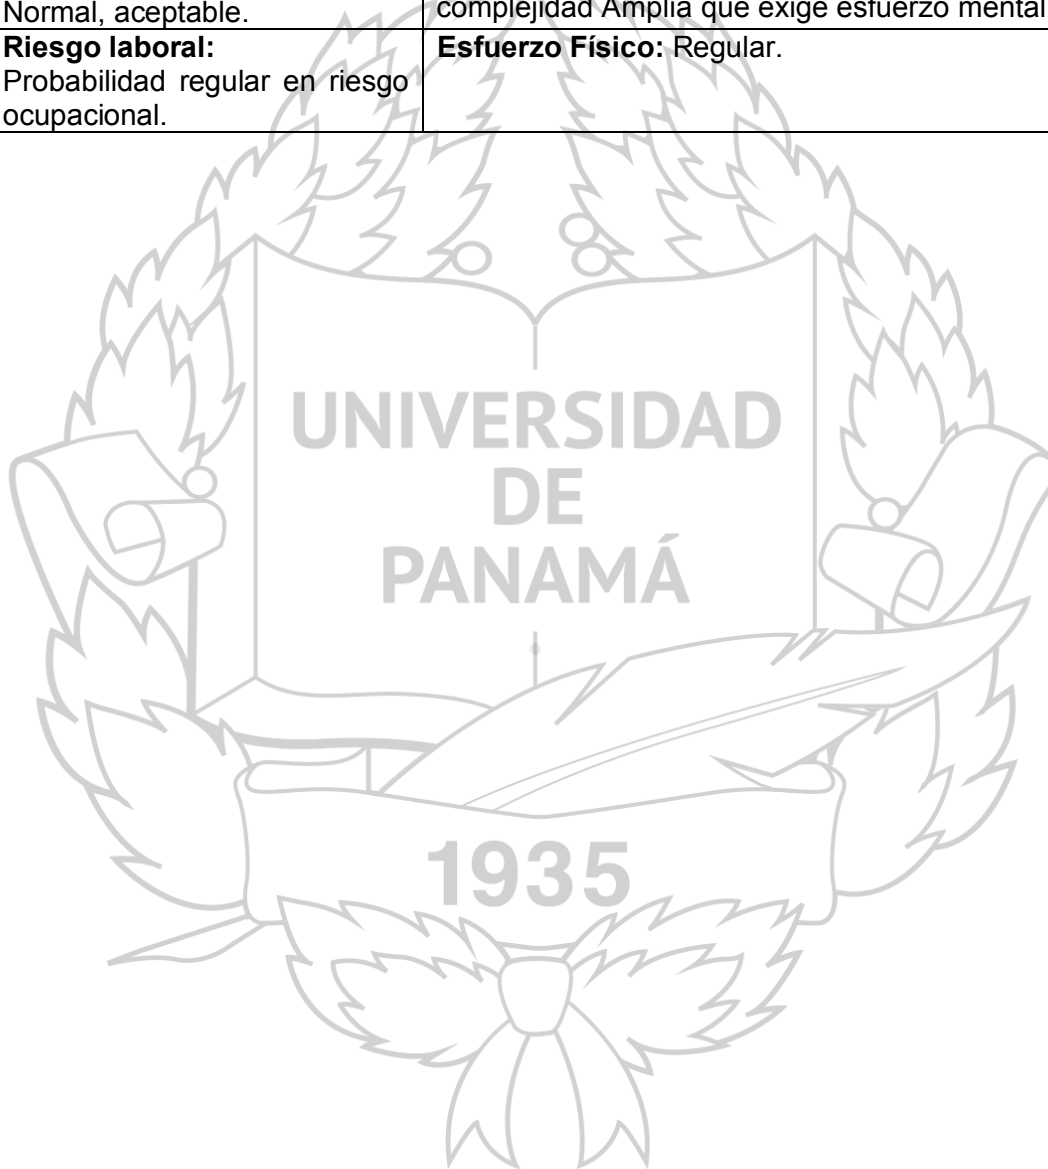 Normal, aceptable.
complejidad Amplia que exige esfuerzo mental
Riesgo laboral:
Probabilidad regular en riesgo
ocupacional.
Esfuerzo Físico: Regular.
UNIVERSIDAD
DE
PANAMÁ
1935